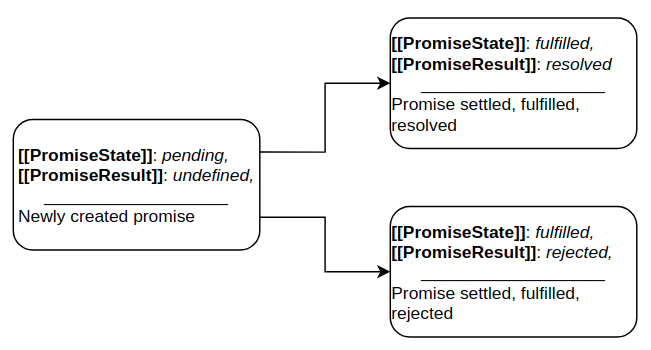 [[PromiseState]]: pending,
[[PromiseResult]]: undefined,
Newly created promise
[[PromiseState]]: fulfilled,
[[PromiseResult]]: resolved
Promise settled, fulfilled,
resolved
[[PromiseState]]: fulfilled,
[[PromiseResult]]: rejected,
Promise settled, fulfilled,
rejected